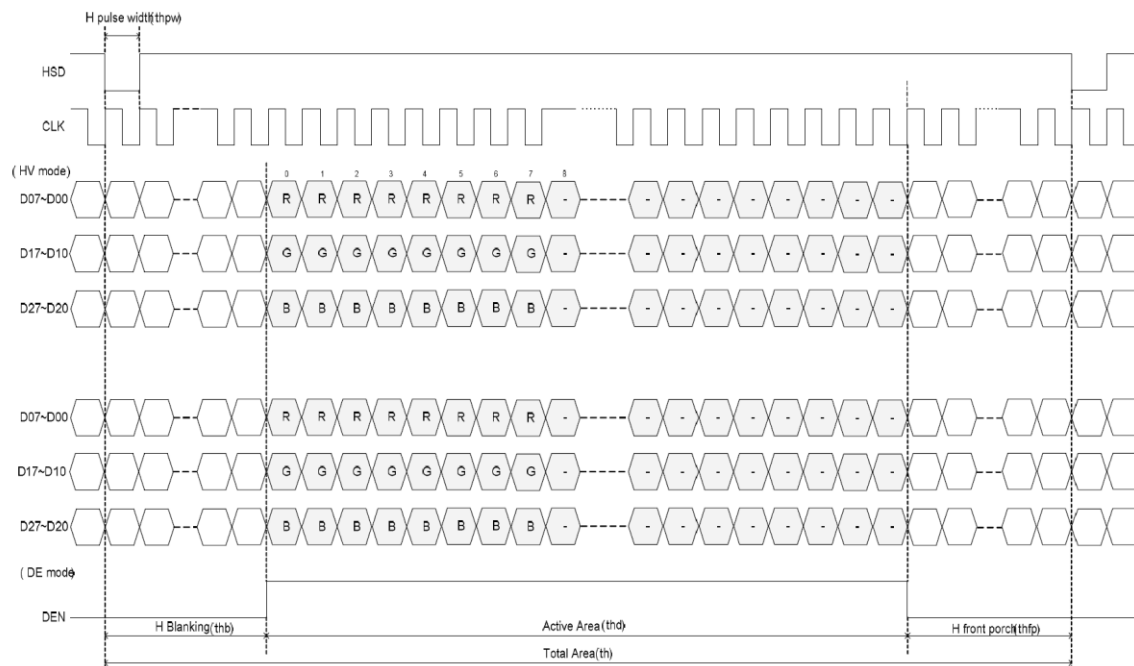 H pulse width(thpw)
HSD
CLK
( HV mode)
0 1 2 3 4 5 6 7 8
D07~D00 R R R R R R R R - - - - - - - - -
D17~D10 G G G G G G G G - - - - - - - - -
D27~D20 B B B B B B B B - - - - - - - - -
D07~D00 R R R R R R R R - - - - - - - - -
D17~D10 G G G G G G G G - - - - - - - - -
D27~D20 B B B B B B B B - - - - - - - - -
( DE mode)
DEN
H Blanking(thb) Active Area(thd) H front porch(thfp)
Total Area(th)